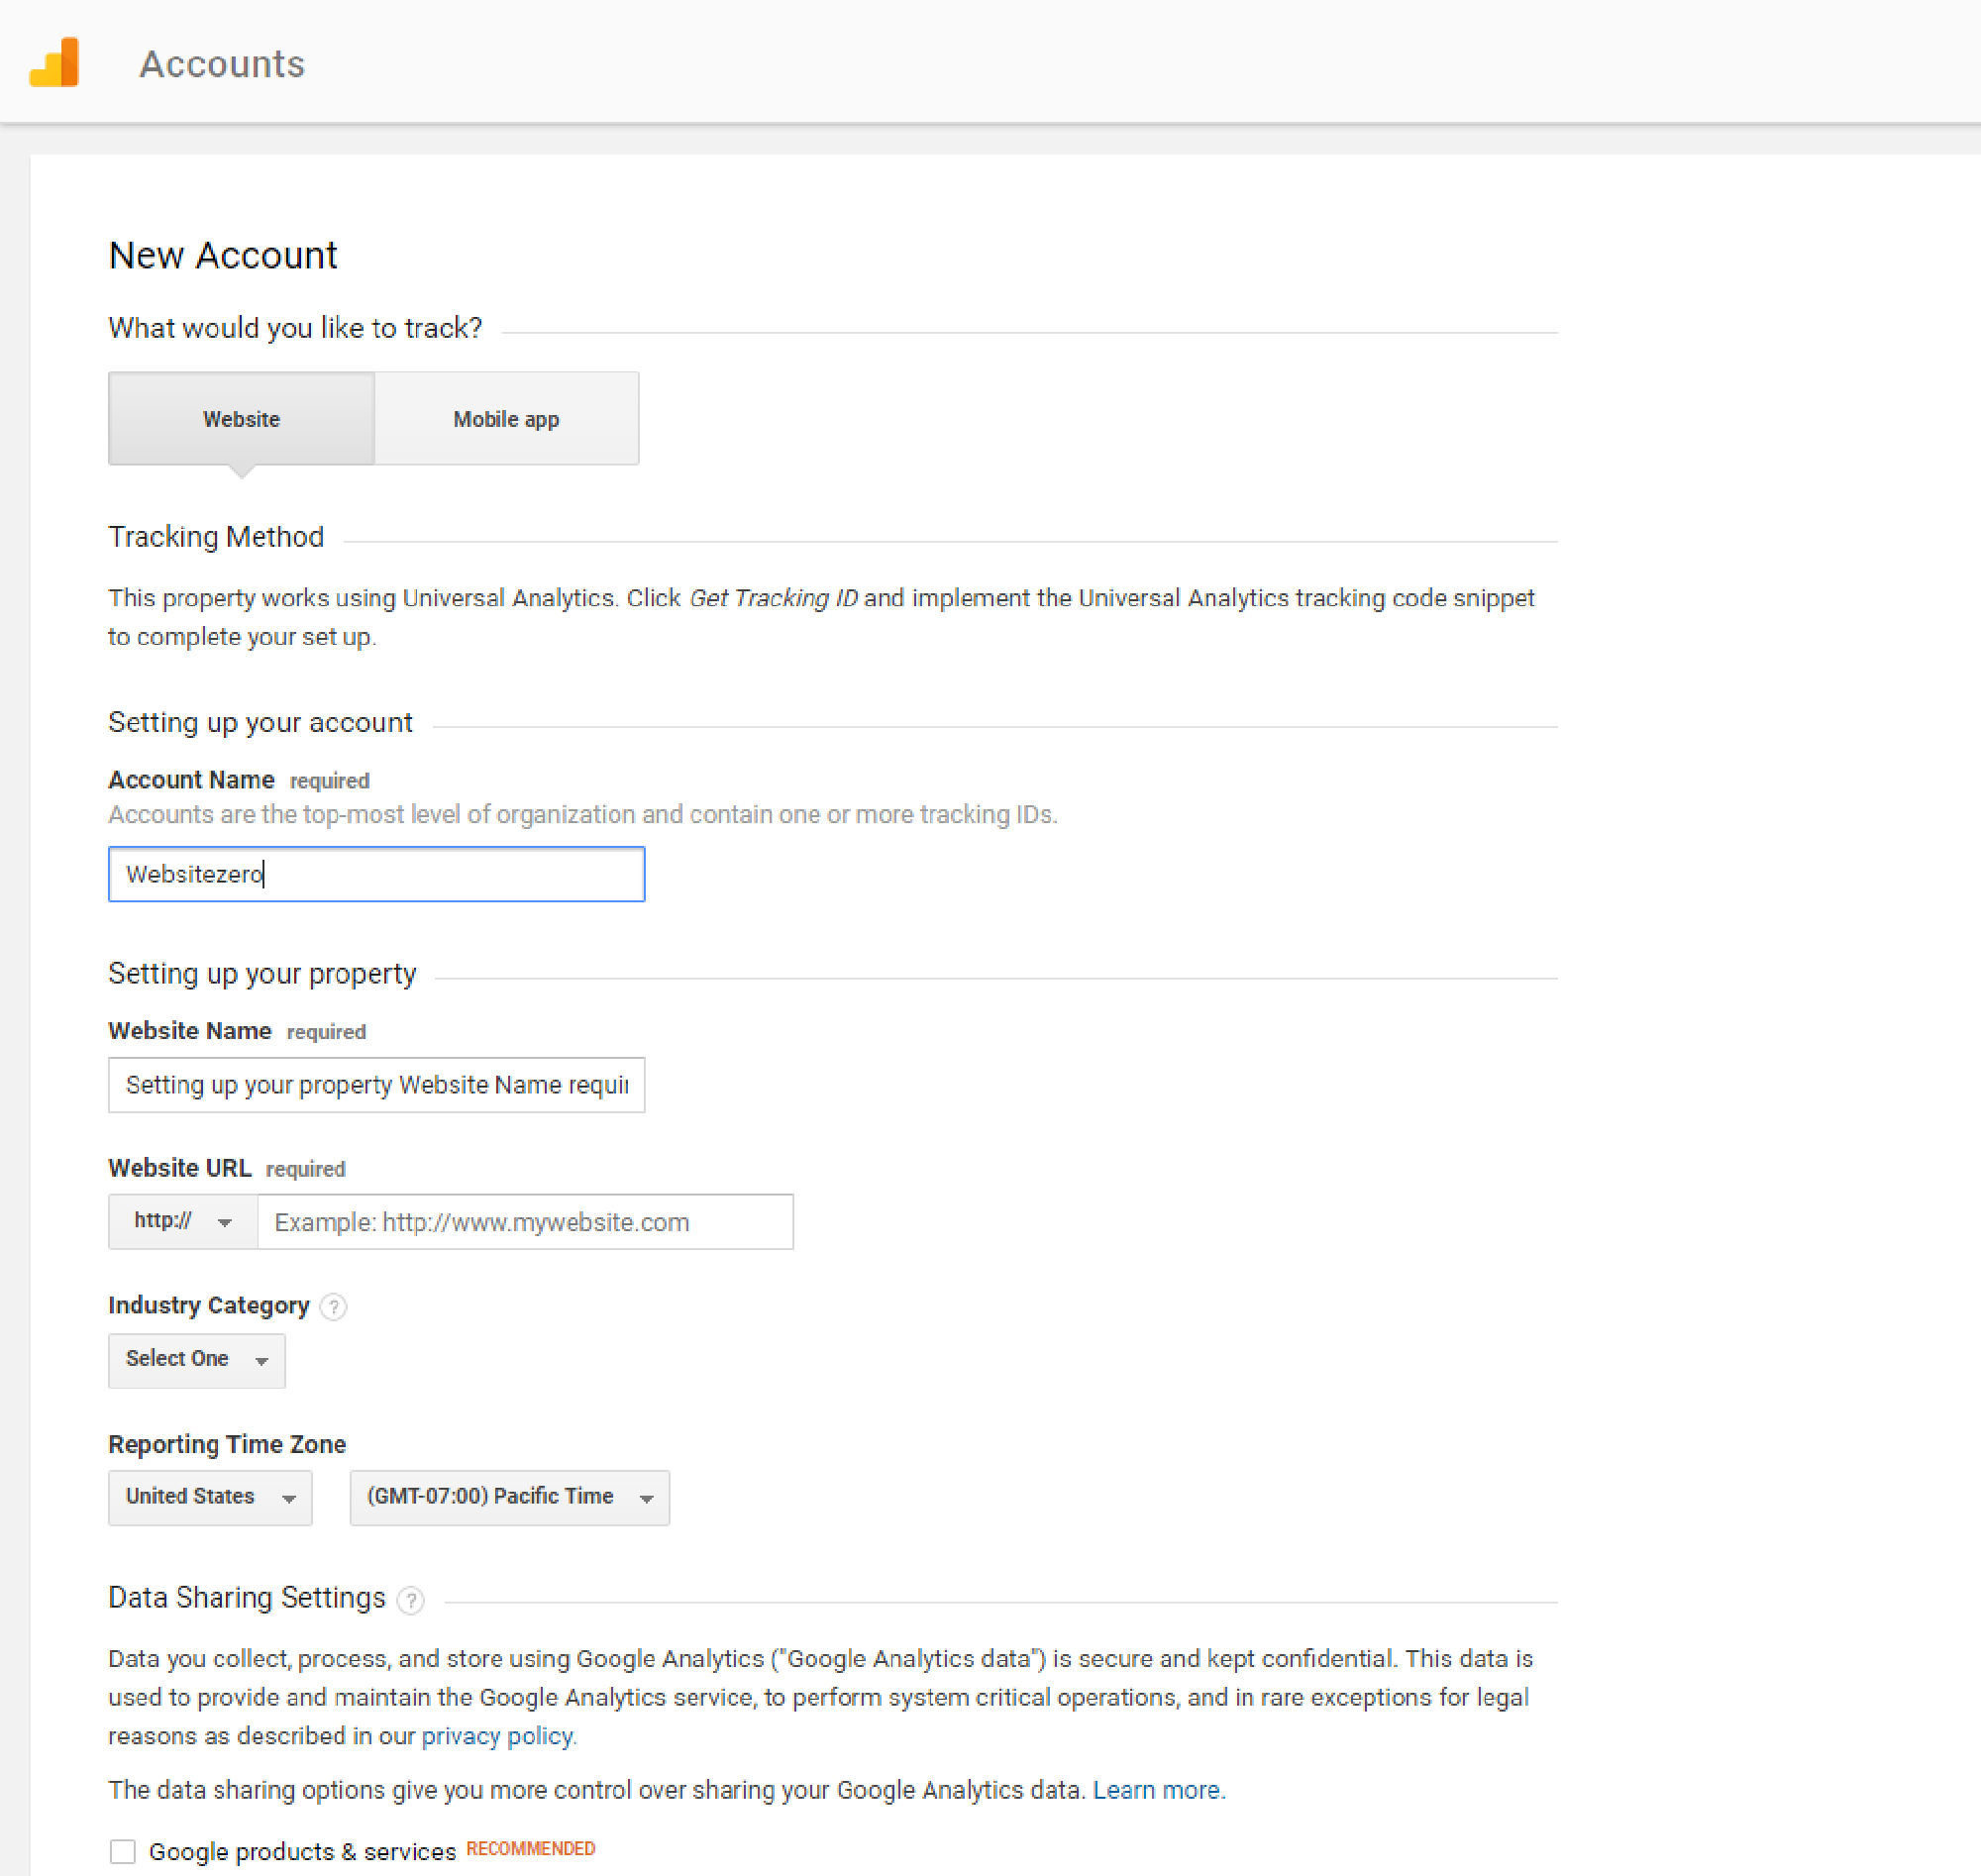 Accounts
New Account
What would you like to track?
Website
Mobile app
Tracking Method
This property works using Universal Analytics. Click Get Tracking ID and implement the Universal Analytics tracking code snippet
to complete your set up.
Setting up your account
Account Name required
Accounts are the top-most level of organization and contain one or more tracking IDs.
Websitezero
Setting up your property
Website Name required
Setting up your property Website Name requir
Website URL required
http:// Example: http://www.mywebsite.com
Industry Category ?
Select One
Reporting Time Zone
United States (GMT-07:00) Pacific Time
Data Sharing Settings ?
Data you collect, process, and store using Google Analytics ("Google Analytics data") is secure and kept confidential. This data is
used to provide and maintain the Google Analytics service, to perform system critical operations, and in rare exceptions for legal
reasons as described in our privacy policy.
The data sharing options give you more control over sharing your Google Analytics data. Learn more.
Google products & services RECOMMENDED